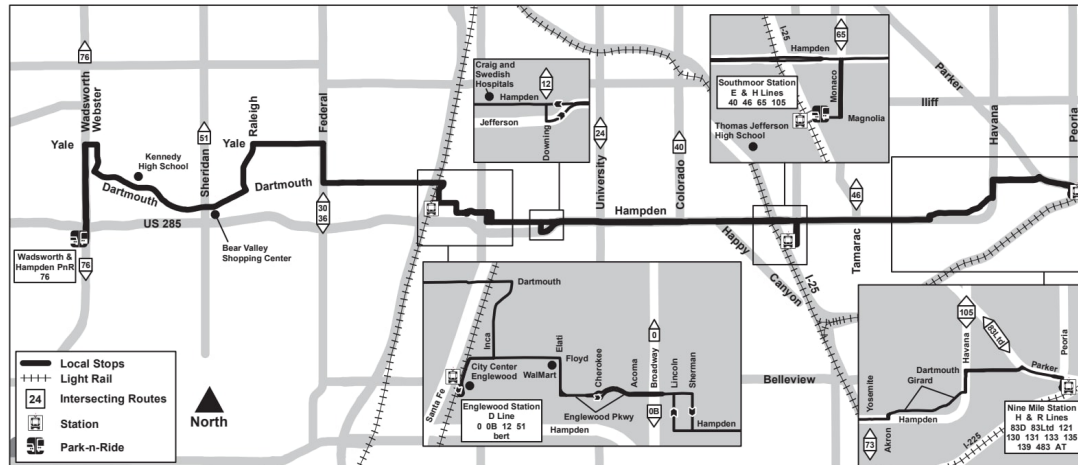 76
Wadsworth
Webster
Yale
Kennedy
High School
Dartmouth
US 285
Wadsworth &
Hampden PnR
76
76
51
Sheridan
Bear Valley
Shopping Center
Raleigh
Yale
Dartmouth
Federal
30
36
Craig and
Swedish
Hospitals
12
Hampden
Jefferson
Downing
24
University
40
Colorado
Hampden
Happy
Canyon
I-25
65
Hampden
I-25
Southmoor Station
E & H Lines
40 46 65 105
Monaco
Magnolia
Thomas Jefferson
High School
46
Tamarac
Parker
Iliff
Havana
Peoria
Dartmouth
Inca
Elati
Floyd
City Center
Englewood
WalMart
Cherokee
Acoma
0
Broadway
0B
Lincoln
Sherman
Englewood Pkwy
Hampden
Santa Fe
Englewood Station
D Line
0 0B 12 51
bert
Hampden
Belleview
105
83Ltd
Havana
Peoria
Parker
Dartmouth
Girard
Yosemite
Hampden
73
Akron
I-225
Nine Mile Station
H & R Lines
83D 83Ltd 121
130 131 133 135
139 483 AT
Local Stops
Light Rail
24 Intersecting Routes
Station
Park-n-Ride
North